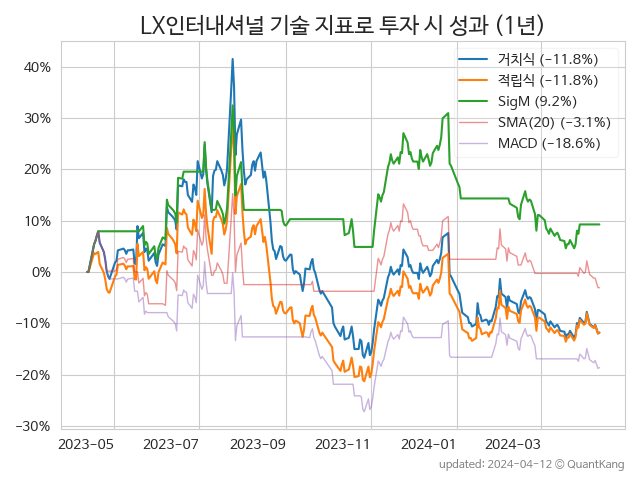 LX인터내셔널 기술 지표로 투자 시 성과 (1년)
거치식 (−11.8%)
적립식 (−11.8%)
SigM (9.2%)
SMA(20) (−3.1%)
MACD (−18.6%)
40%
30%
20%
10%
0%
−10%
−20%
−30%
2023-05 2023-07 2023-09 2023-11 2024-01 2024-03
updated: 2024-04-12 © QuantKang